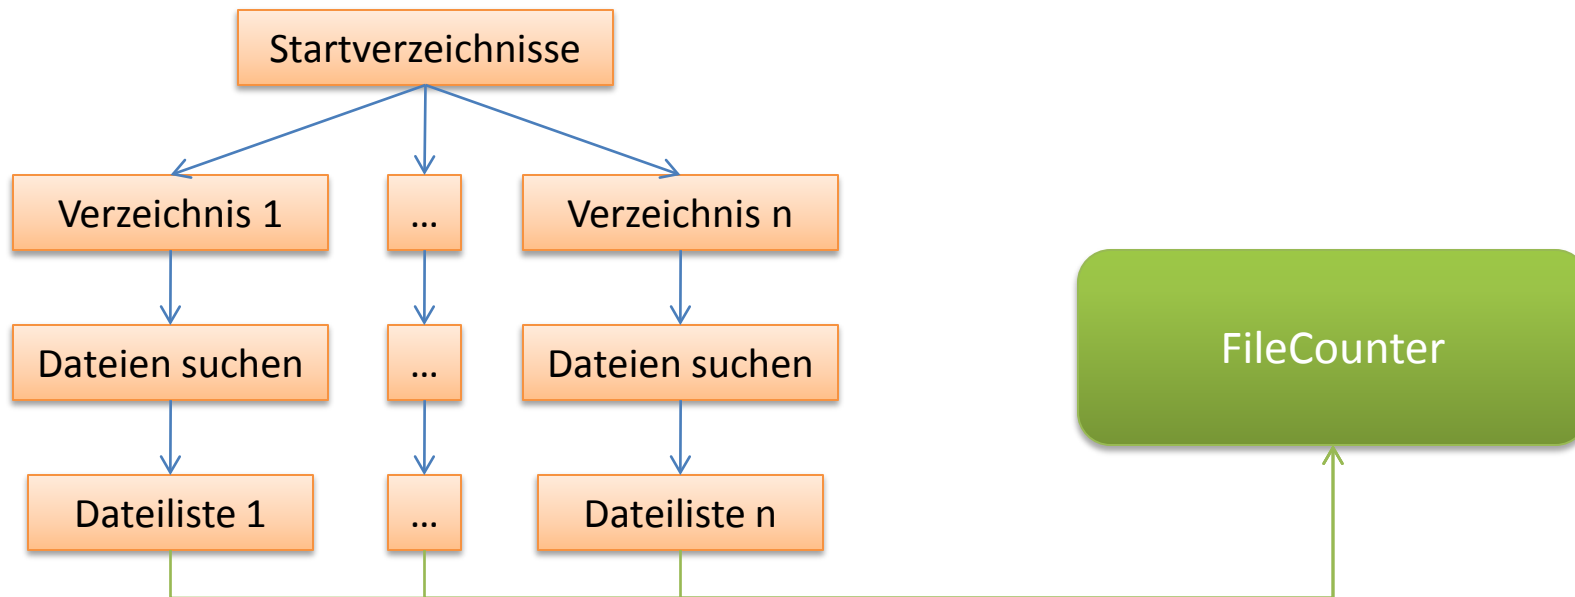 Startverzeichnisse
Verzeichnis 1
...
Verzeichnis n
Dateien suchen
...
Dateien suchen
FileCounter
Dateiliste 1
...
Dateiliste n